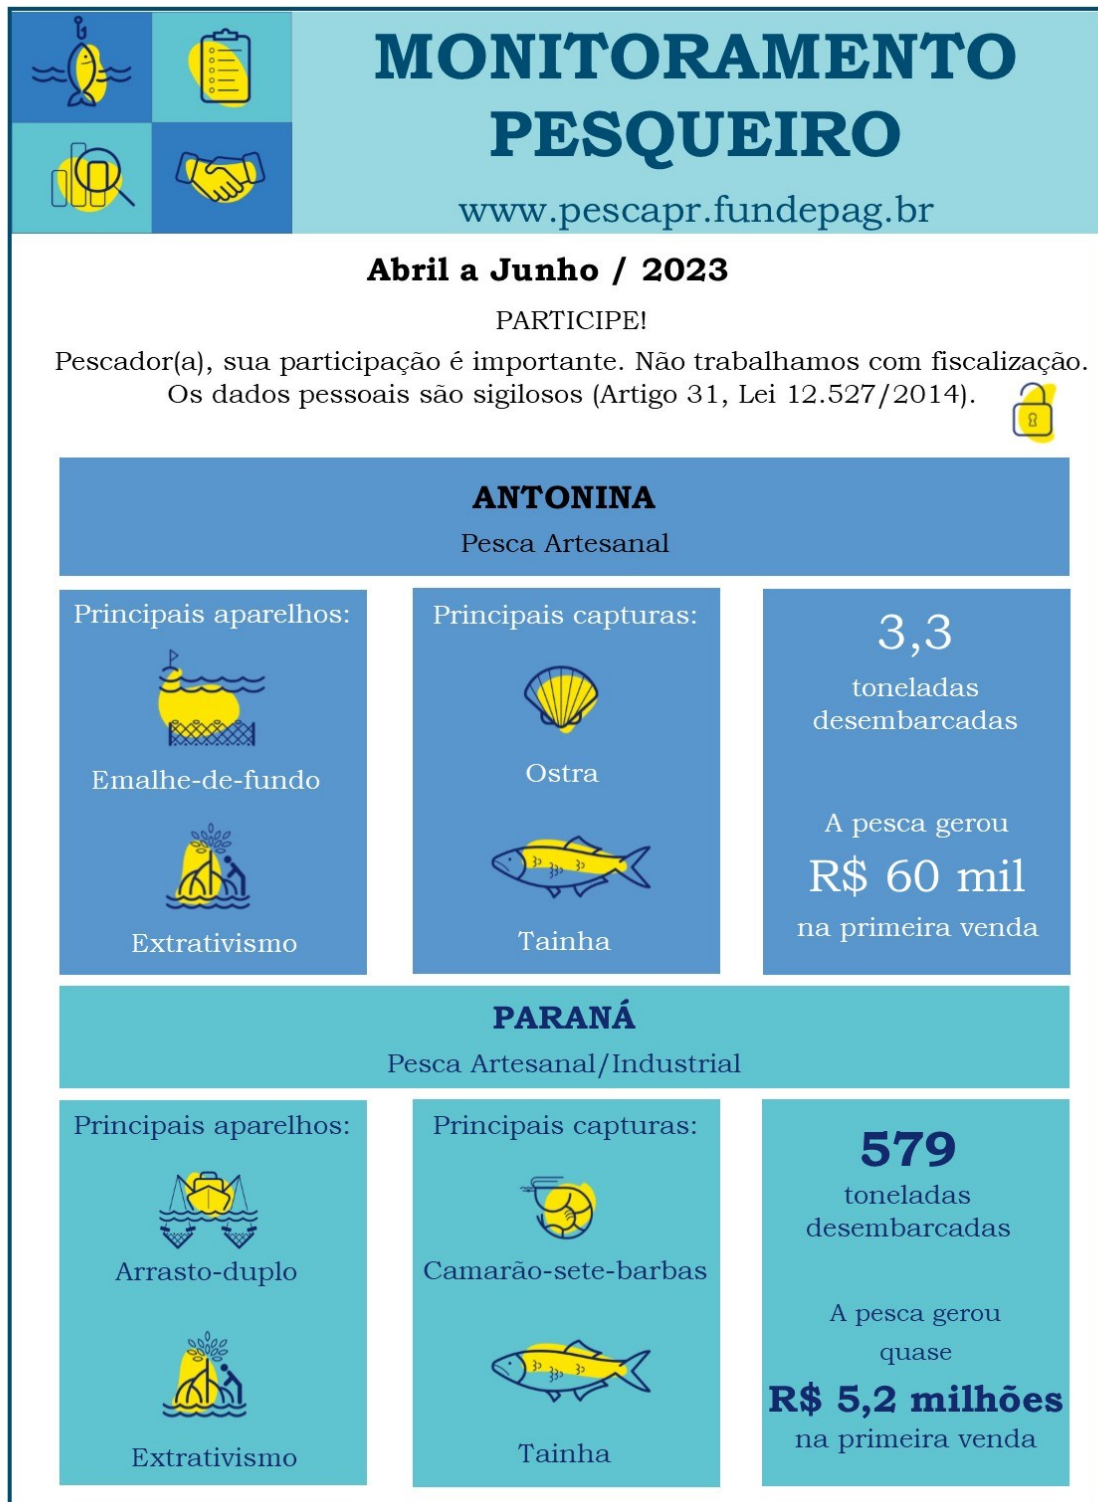 MONITORAMENTO
PESQUEIRO
www.pescapr.fundepag.br
Abril a Junho / 2023
PARTICIPE!
Pescador(a), sua participação é importante. Não trabalhamos com fiscalização.
Os dados pessoais são sigilosos (Artigo 31, Lei 12.527/2014).
ANTONINA
Pesca Artesanal
Principais aparelhos:
Emalhe-de-fundo
Extrativismo
Principais capturas:
Ostra
Tainha
3,3
toneladas
desembarcadas
A pesca gerou
R$ 60 mil
na primeira venda
PARANÁ
Pesca Artesanal/Industrial
Principais aparelhos:
Arrasto-duplo
Extrativismo
Principais capturas:
Camarão-sete-barbas
Tainha
579
toneladas
desembarcadas
A pesca gerou
quase
R$ 5,2 milhões
na primeira venda